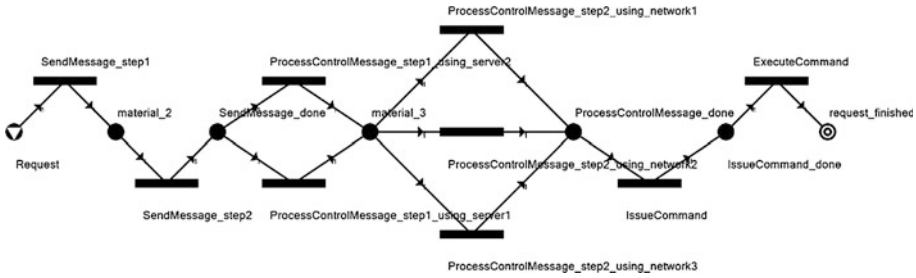 ProcessControlMessage_step2_using_network1
SendMessage_step1
ProcessControlMessage_step1_using_server2
ExecuteCommand
material_2
SendMessage_done
material_3
ProcessControlMessage_done
request_finished
Request
ProcessControlMessage_step2_using_network2
IssueCommand_done
SendMessage_step2
ProcessControlMessage_step1_using_server1
IssueCommand
ProcessControlMessage_step2_using_network3